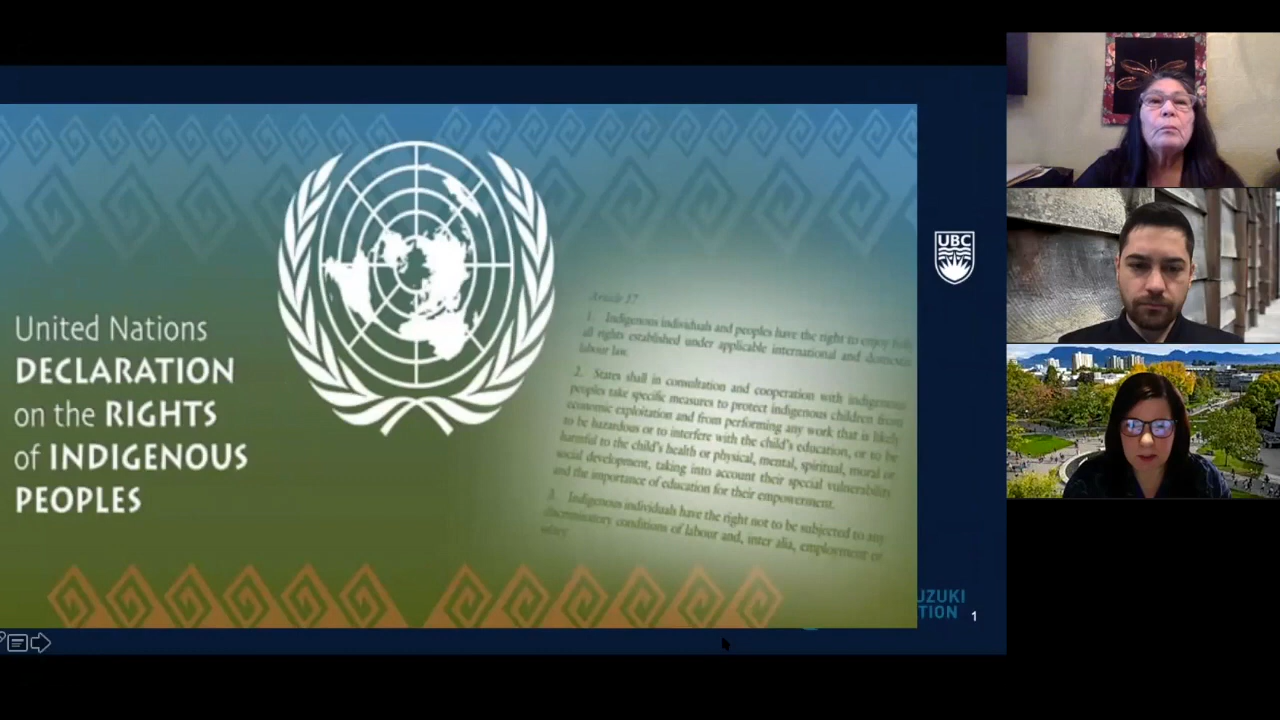 United Nations
DECLARATION
on the RIGHTS
of INDIGENOUS
PEOPLES
Article 17
1. Indigenous individuals and peoples have the right to enjoy fully
all rights established under applicable international and domestic
labour law.
2. States shall in consultation and cooperation with indigenous
peoples take specific measures to protect indigenous children from
economic exploitation and from performing any work that is likely
to be hazardous or to interfere with the child's education, or to be
harmful to the child's health or physical, mental, spiritual, moral or
social development, taking into account their special vulnerability
and the importance of education for their empowerment.
3. Indigenous individuals have the right not to be subjected to any
discriminatory conditions of labour and, inter alia, employment or
salary
UBC
UZUKI
TION
1